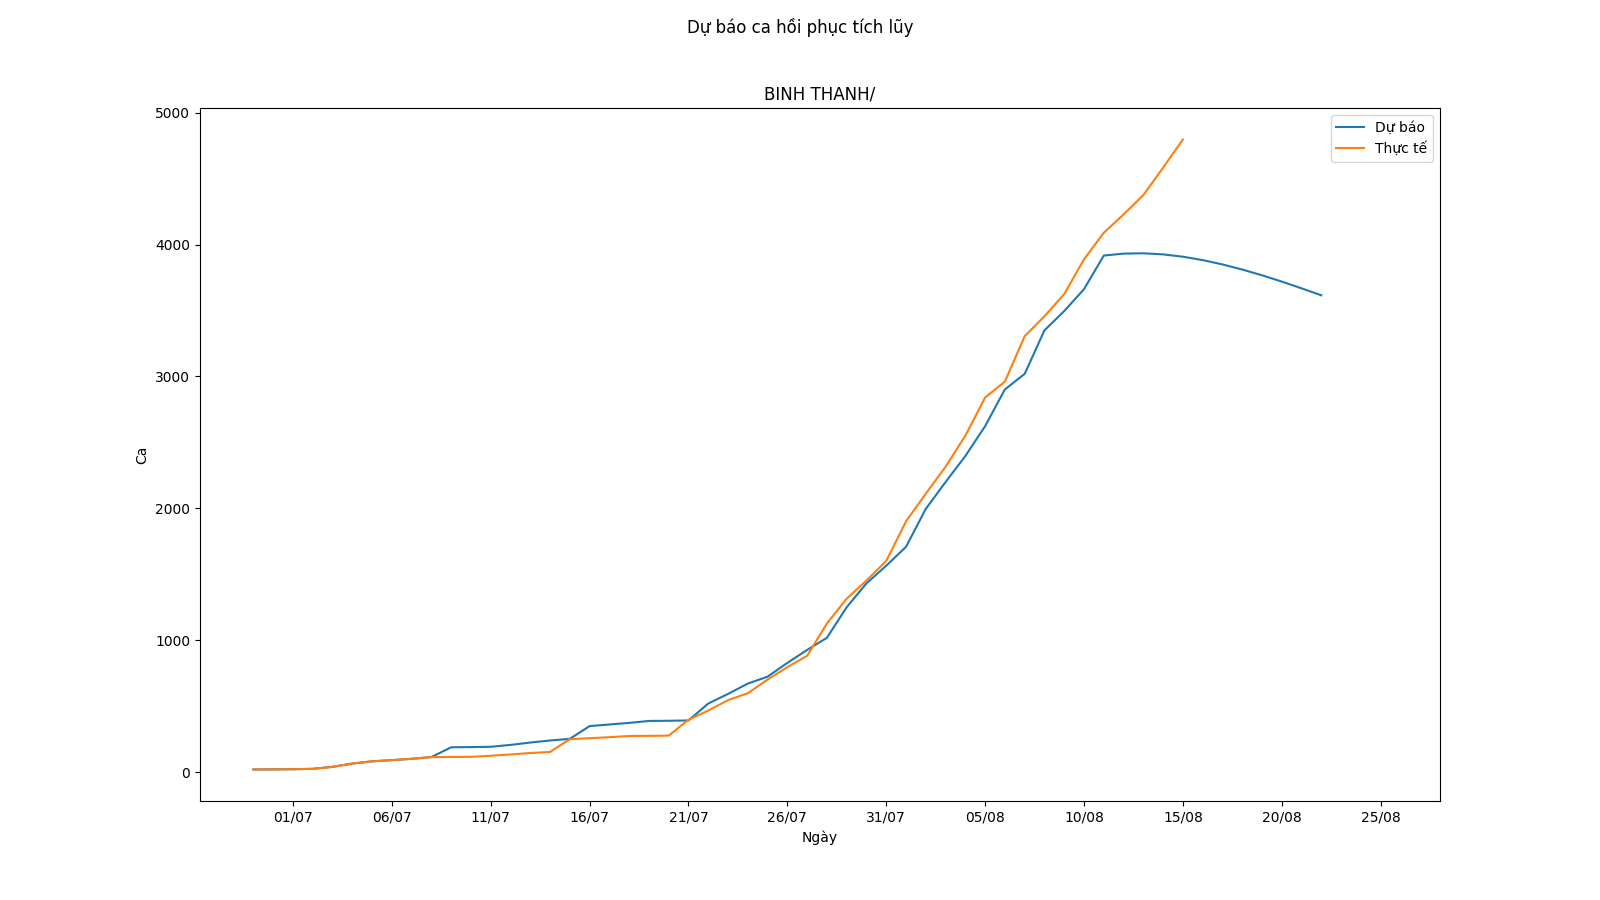 Dự báo ca hồi phục tích lũy
BINH THANH/
5000
4000
3000
2000
1000
0
Ca
Dự báo
Thực tế
01/07 06/07 11/07 16/07 21/07 26/07 31/07 05/08 10/08 15/08 20/08 25/08
Ngày